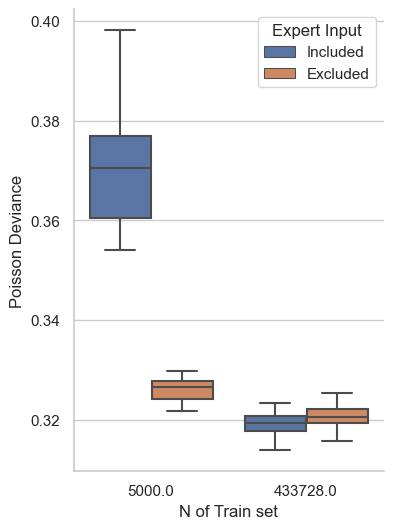 0.40
0.38
0.36
0.34
0.32
Poisson Deviance
Expert Input
Included
Excluded
5000.0
433728.0
N of Train set